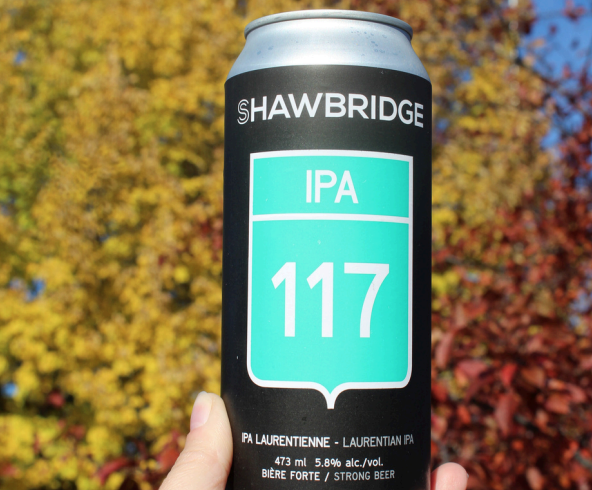 SHAWBRIDGE
IPA
117
IPA LAURENTIENNE - LAURENTIAN IPA
473 ml 5.8% alc./vol.
BIÈRE FORTE / STRONG BEER